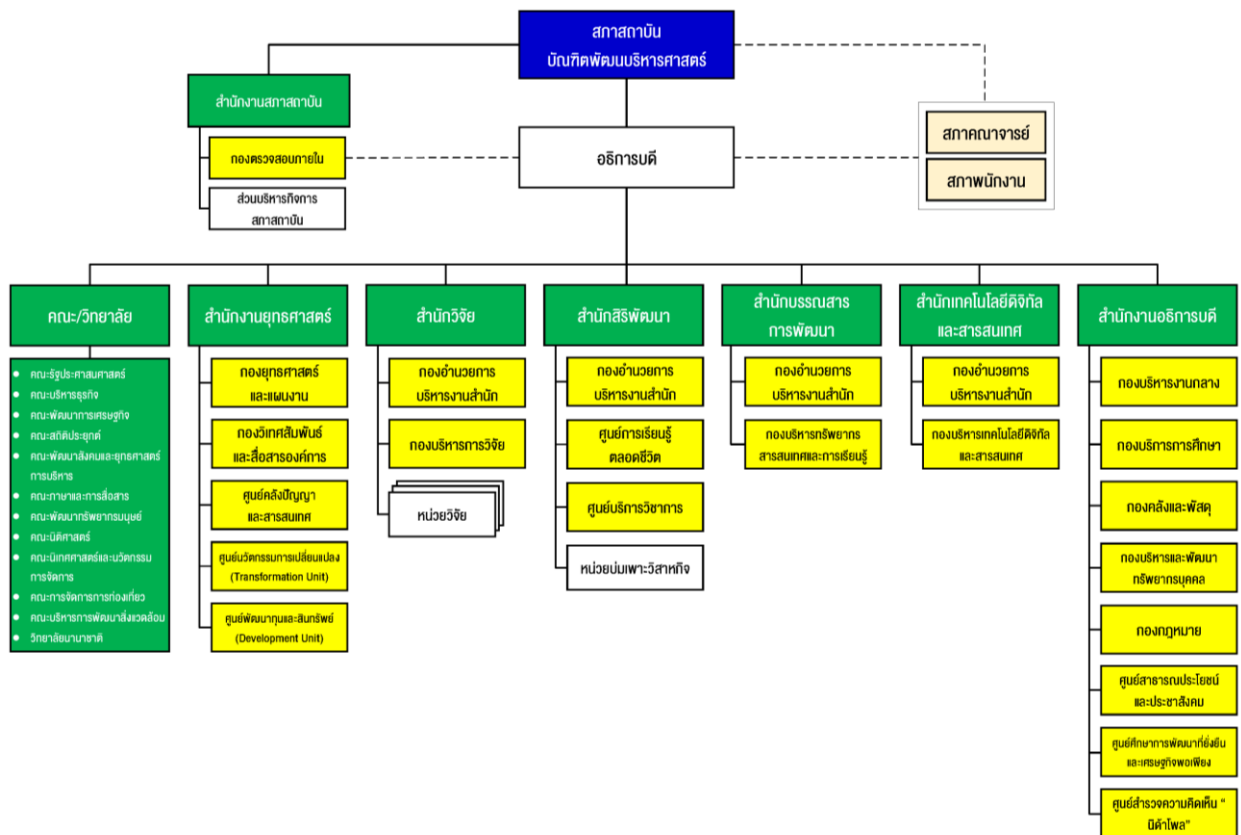 สภาสถาบัน
บัณฑิตพัฒนบริหารศาสตร์
สำนักงานสภาสถาบัน
กองตรวจสอบภายใน
ส่วนบริหารกิจการ
สภาสถาบัน
อธิการบดี
สภาคณาจารย์
สภาพนักงาน
คณะ/วิทยาลัย
• คณะรัฐประศาสนศาสตร์
• คณะบริหารธุรกิจ
• คณะพัฒนาการเศรษฐกิจ
• คณะสถิติประยุกต์
• คณะพัฒนาสังคมและยุทธศาสตร์
การบริหาร
• คณะภาษาและการสื่อสาร
• คณะพัฒนาทรัพยากรมนุษย์
• คณะนิติศาสตร์
• คณะนิเทศศาสตร์และนวัตกรรม
การจัดการ
• คณะการจัดการการท่องเที่ยว
• คณะบริหารการพัฒนาสิ่งแวดล้อม
• วิทยาลัยนานาชาติ
สำนักงานยุทธศาสตร์
กองยุทธศาสตร์
และแผนงาน
กองวิเทศสัมพันธ์
และสื่อสารองค์การ
ศูนย์คลังปัญญา
และสารสนเทศ
ศูนย์นวัตกรรมการเปลี่ยนแปลง
(Transformation Unit)
ศูนย์พัฒนาทุนและสินทรัพย์
(Development Unit)
สำนักวิจัย
กองอำนวยการ
บริหารงานสำนัก
กองบริหารการวิจัย
หน่วยวิจัย
สำนักสิริพัฒนา
กองอำนวยการ
บริหารงานสำนัก
ศูนย์การเรียนรู้
ตลอดชีวิต
ศูนย์บริการวิชาการ
หน่วยบ่มเพาะวิสาหกิจ
สำนักบรรณสาร
การพัฒนา
กองอำนวยการ
บริหารงานสำนัก
กองบริหารทรัพยากร
สารสนเทศและการเรียนรู้
สำนักเทคโนโลยีดิจิทัล
และสารสนเทศ
กองอำนวยการ
บริหารงานสำนัก
กองบริหารเทคโนโลยีดิจิทัล
และสารสนเทศ
สำนักงานอธิการบดี
กองบริหารงานกลาง
กองบริการการศึกษา
กองคลังและพัสดุ
กองบริหารและพัฒนา
ทรัพยากรบุคคล
กองกฎหมาย
ศูนย์สาธารณประโยชน์
และประชาสังคม
ศูนย์ศึกษาการพัฒนาที่ยั่งยืน
และเศรษฐกิจพอเพียง
ศูนย์สำรวจความคิดเห็น “
นิด้าโพล”